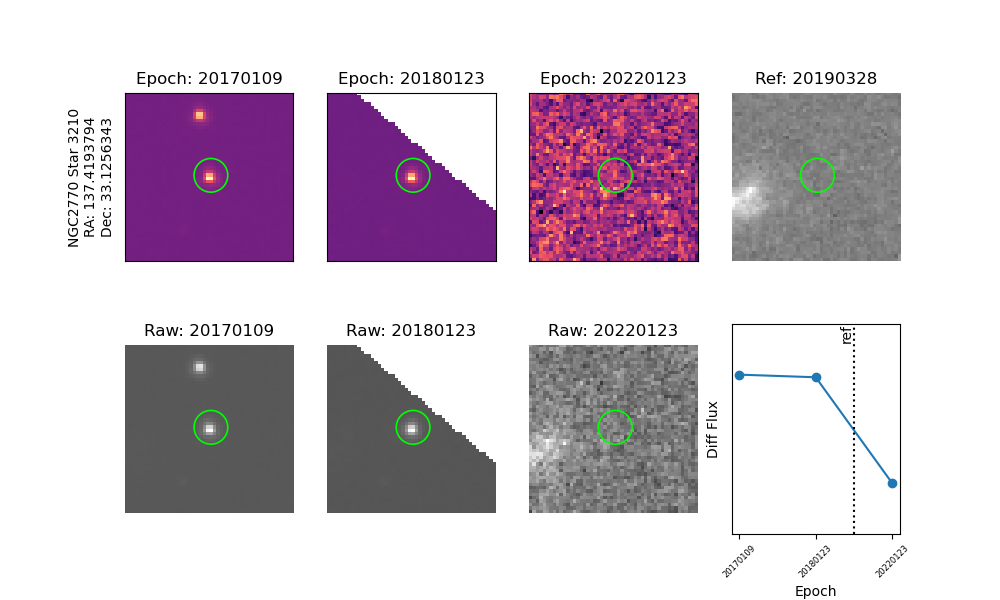 NGC2770 Star 3210
RA: 137.4193794
Dec: 33.1256343
Epoch: 20170109
Epoch: 20180123
Epoch: 20220123
Ref: 20190328
Raw: 20170109
Raw: 20180123
Raw: 20220123
ref
Diff Flux
20170109
20180123
20220123
Epoch